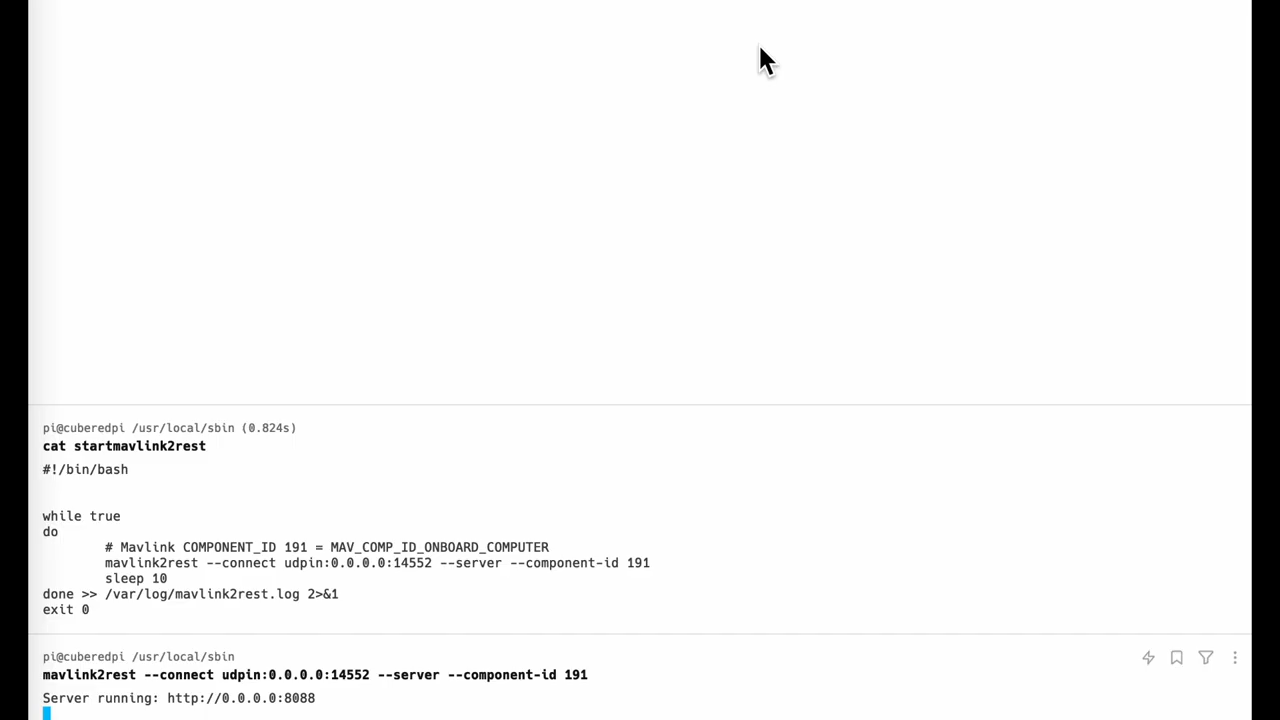 pi@cuberedpi /usr/local/sbin (0.824s)
cat startmavlink2rest
#!/bin/bash
while true
do
# Mavlink COMPONENT_ID 191 = MAV_COMP_ID_ONBOARD_COMPUTER
mavlink2rest --connect udpin:0.0.0.0:14552 --server --component-id 191
sleep 10
done >> /var/log/mavlink2rest.log 2>&1
exit 0
pi@cuberedpi /usr/local/sbin
mavlink2rest --connect udpin:0.0.0.0:14552 --server --component-id 191
Server running: http://0.0.0.0:8088